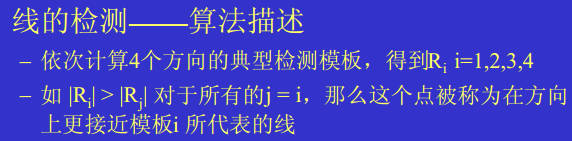 线的检测——算法描述
– 依次计算4个方向的典型检测模板，得到Ri i=1,2,3,4
– 如 |Ri| > |Rj| 对于所有的j = i，那么这个点被称为在方向
上更接近模板i 所代表的线